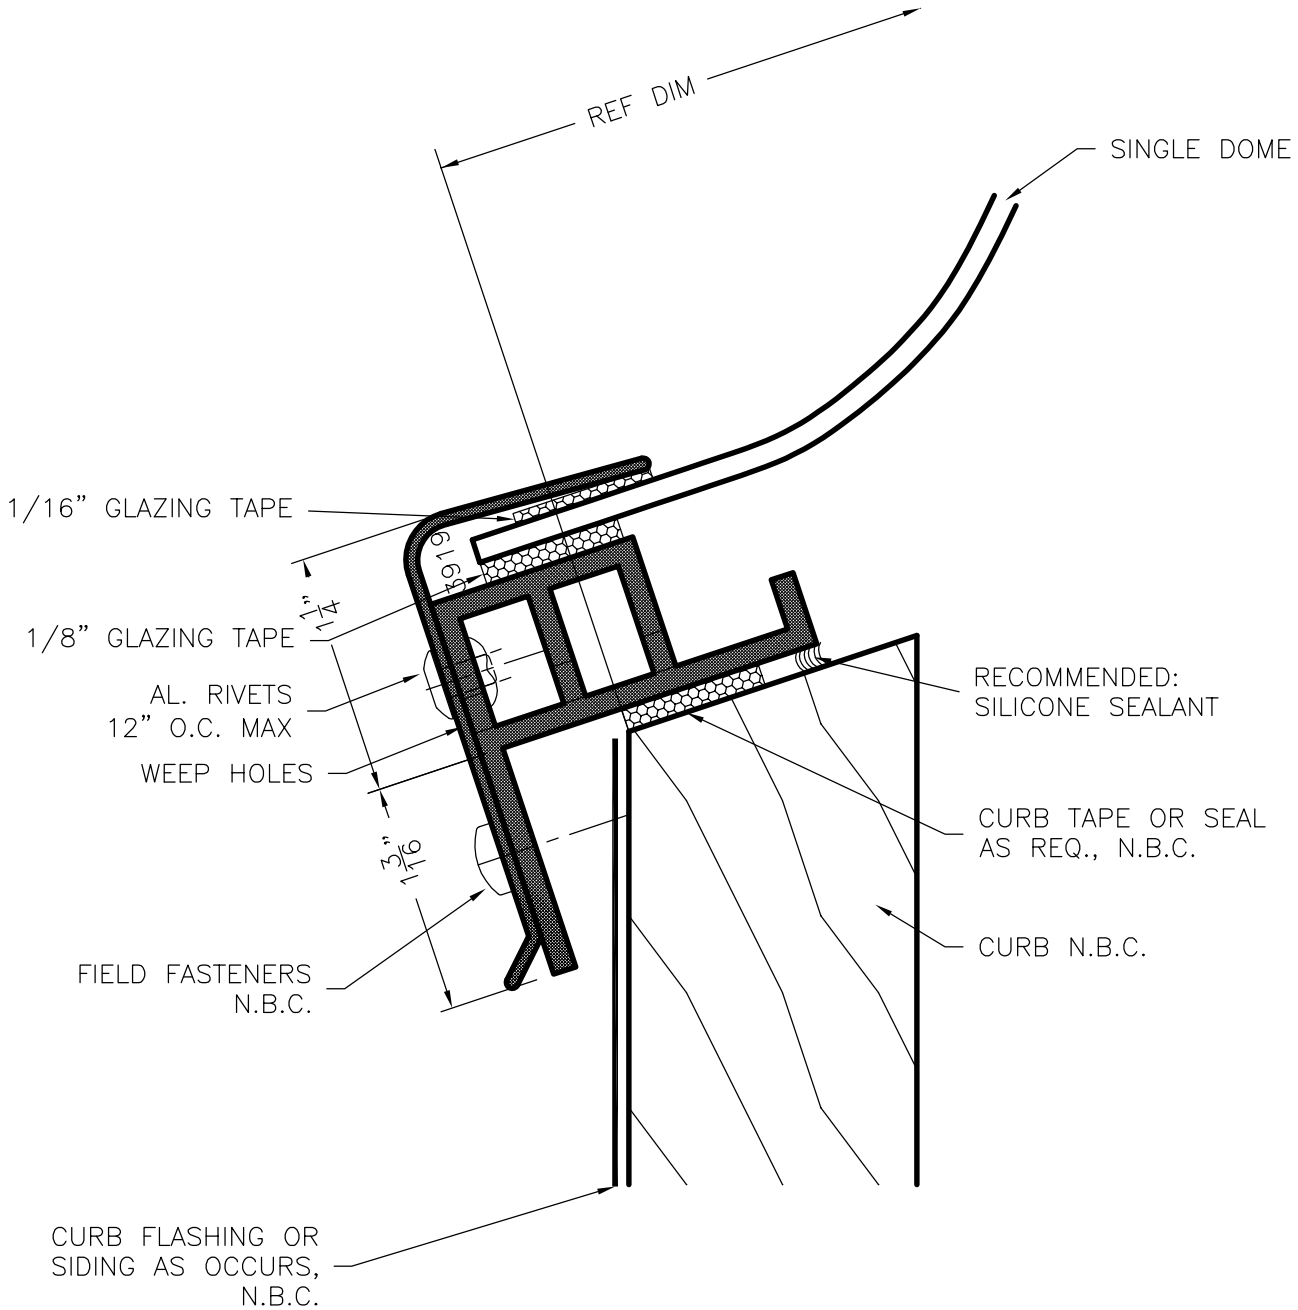 REF DIM
SINGLE DOME
1/16” GLAZING TAPE
3919
1 1/4”
1/8” GLAZING TAPE
AL. RIVETS
12” O.C. MAX
WEEP HOLES
RECOMMENDED:
SILICONE SEALANT
CURB TAPE OR SEAL
AS REQ., N.B.C.
1 3/16”
CURB N.B.C.
FIELD FASTENERS
N.B.C.
CURB FLASHING OR
SIDING AS OCCURS,
N.B.C.